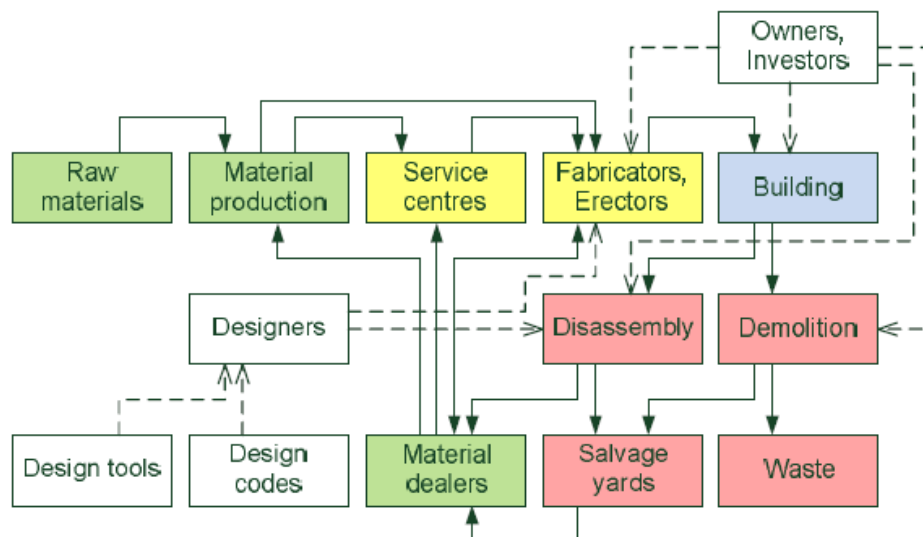 Owners,
Investors
Raw
materials
Material
production
Service
centres
Fabricators,
Erectors
Building
Designers
Disassembly
Demolition
Design tools
Design
codes
Material
dealers
Salvage
yards
Waste